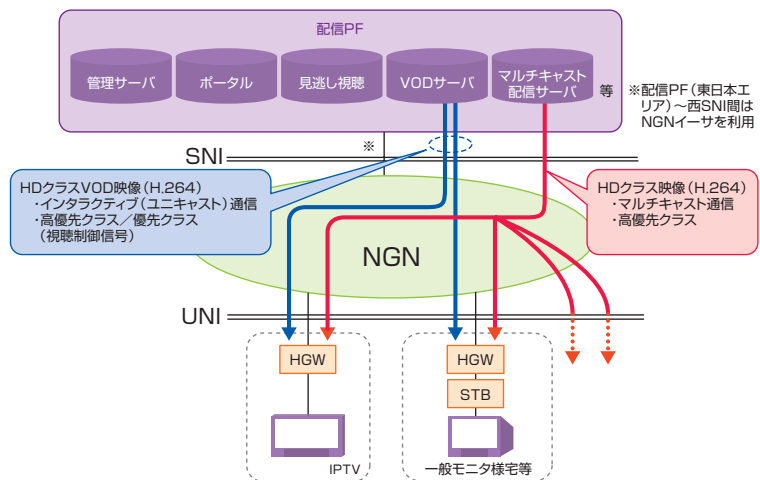 配信PF
管理サーバ
ポータル
見逃し視聴
VODサーバ
マルチキャスト
配信サーバ
等
※配信PF（東日本エ
リア）～西SNI間は
NGNイーサを利用
※
SNI
HDクラスVOD映像（H.264）
・インタラクティブ（ユニキャスト）通信
・高優先クラス／優先クラス
（視聴制御信号）
HDクラス映像（H.264）
・マルチキャスト通信
・高優先クラス
NGN
UNI
HGW
HGW
STB
IPTV
一般モニタ様宅等